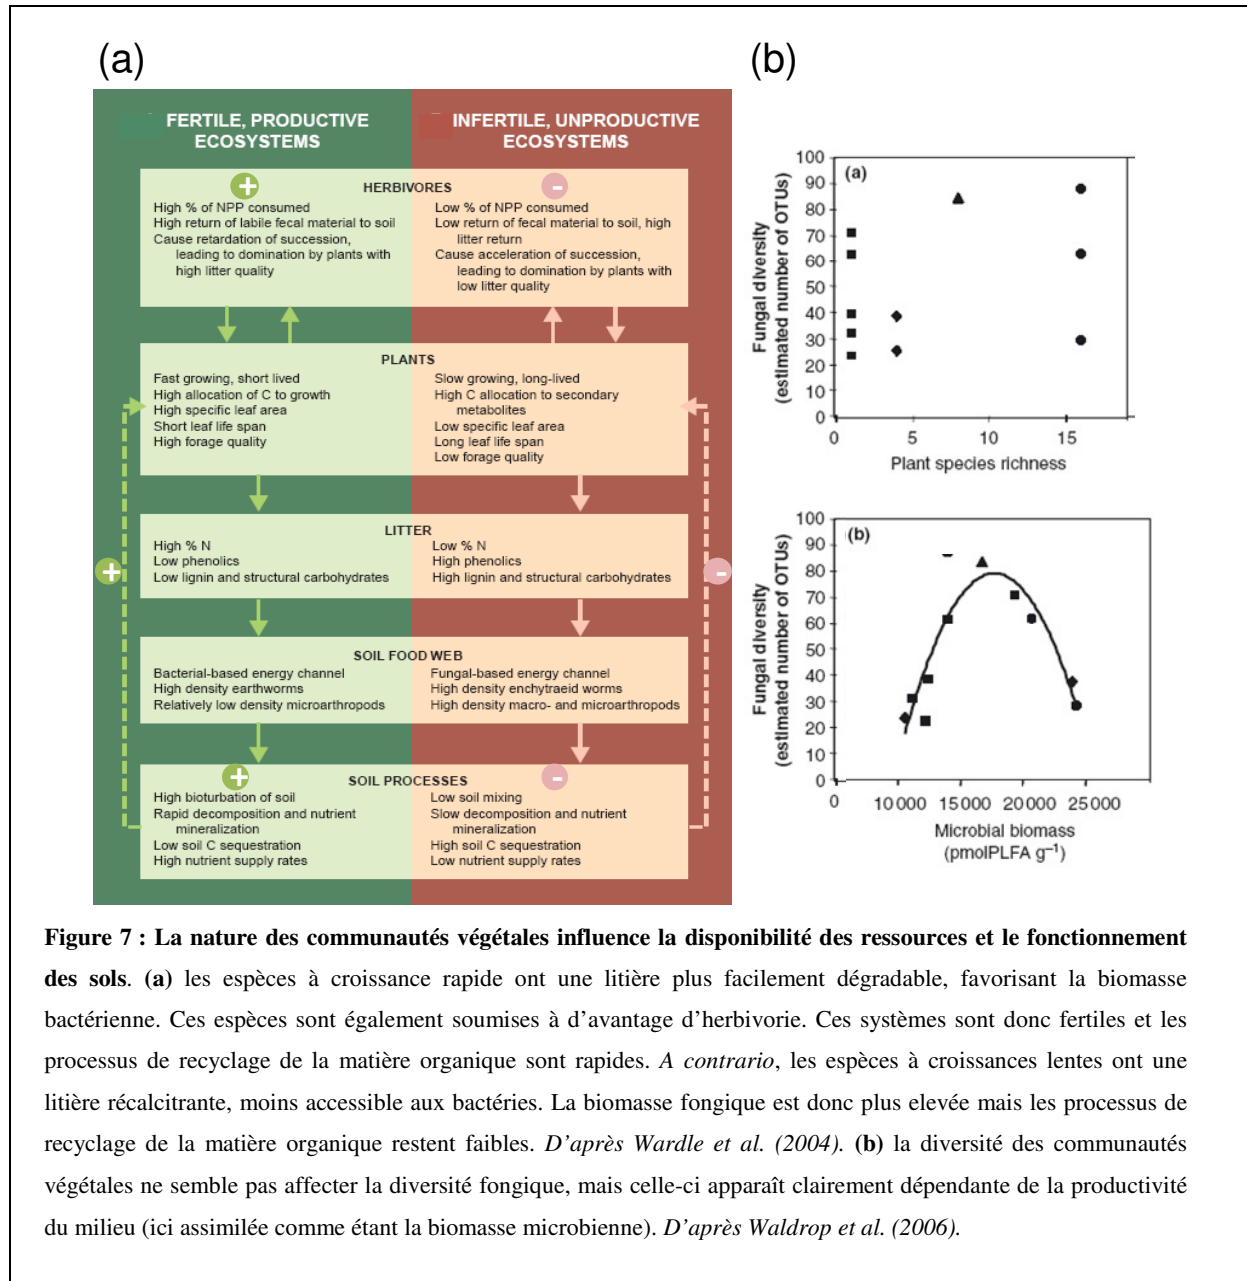 (a)
FERTILE, PRODUCTIVE
ECOSYSTEMS
INFERTILE, UNPRODUCTIVE
ECOSYSTEMS
+
HERBIVORES
-
High % of NPP consumed
High return of labile fecal material to soil
Cause retardation of succession,
leading to domination by plants with
high litter quality
Low % of NPP consumed
Low return of fecal material to soil, high
litter return
Cause acceleration of succession,
leading to domination by plants with
low litter quality
PLANTS
Fast growing, short lived
High allocation of C to growth
High specific leaf area
Short leaf life span
High forage quality
Slow growing, long-lived
High C allocation to secondary
metabolites
Low specific leaf area
Long leaf life span
Low forage quality
LITTER
High % N
Low phenolics
Low lignin and structural carbohydrates
Low % N
High phenolics
High lignin and structural carbohydrates
+
-
SOIL FOOD WEB
Bacterial-based energy channel
High density earthworms
Relatively low density microarthropods
Fungal-based energy channel
High density enchytraeid worms
High density macro- and microarthropods
+
SOIL PROCESSES
-
High bioturbation of soil
Rapid decomposition and nutrient
mineralization
Low soil C sequestration
High nutrient supply rates
Low soil mixing
Slow decomposition and nutrient
mineralization
High soil C sequestration
Low nutrient supply rates
(b)
(a)
Fungal diversity
(estimated number of OTUs)
100
90
80
70
60
50
40
30
20
10
0
0 5 10 15
Plant species richness
(b)
Fungal diversity
(estimated number of OTUs)
100
90
80
70
60
50
40
30
20
10
0
0 10 000 15 000 20 000 25 000
Microbial biomass
(pmolPLFA g⁻¹)
Figure 7 : La nature des communautés végétales influence la disponibilité des ressources et le fonctionnement
des sols. (a) les espèces à croissance rapide ont une litière plus facilement dégradable, favorisant la biomasse
bactérienne. Ces espèces sont également soumises à d'avantage d'herbivorie. Ces systèmes sont donc fertiles et les
processus de recyclage de la matière organique sont rapides. A contrario, les espèces à croissances lentes ont une
litière récalcitrante, moins accessible aux bactéries. La biomasse fongique est donc plus elevée mais les processus de
recyclage de la matière organique restent faibles. D'après Wardle et al. (2004). (b) la diversité des communautés
végétales ne semble pas affecter la diversité fongique, mais celle-ci apparaît clairement dépendante de la productivité
du milieu (ici assimilée comme étant la biomasse microbienne). D'après Waldrop et al. (2006).